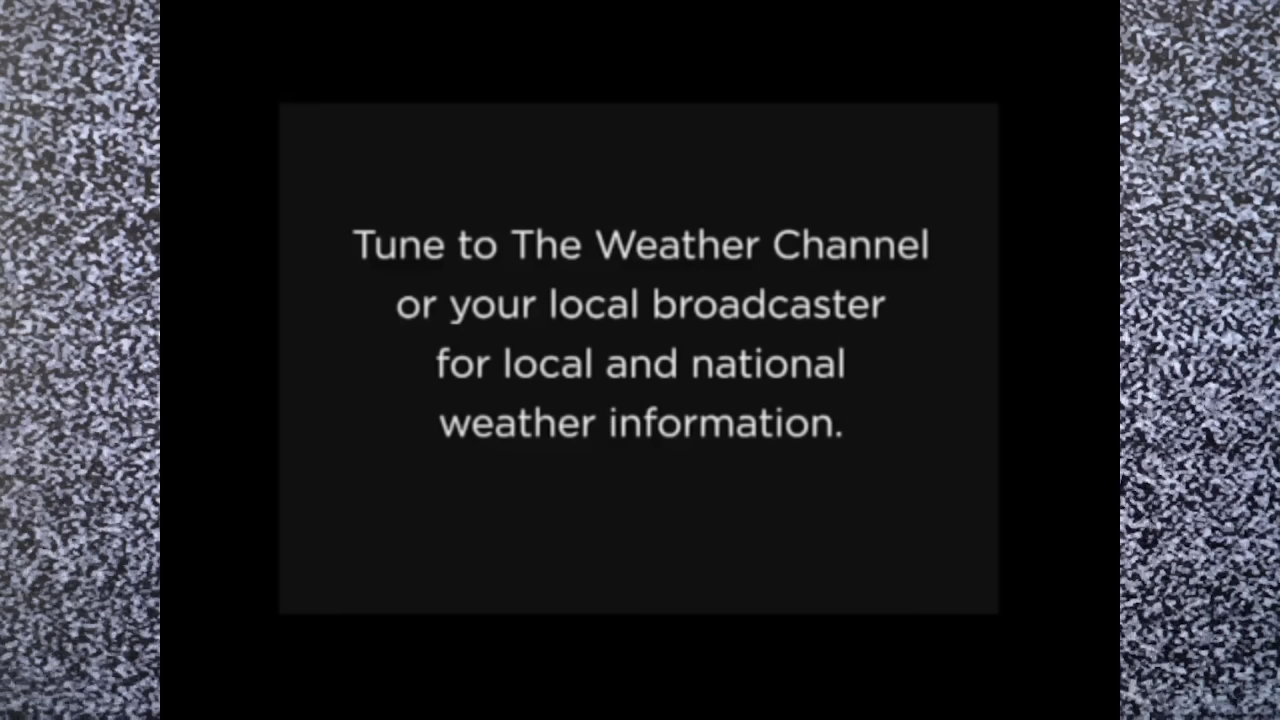 Tune to The Weather Channel
or your local broadcaster
for local and national
weather information.